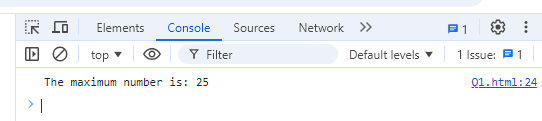 Elements Console Sources Network >> 1
top ▼ Filter Default levels ▼ 1 Issue: 1
The maximum number is: 25 Q1.html:24
>